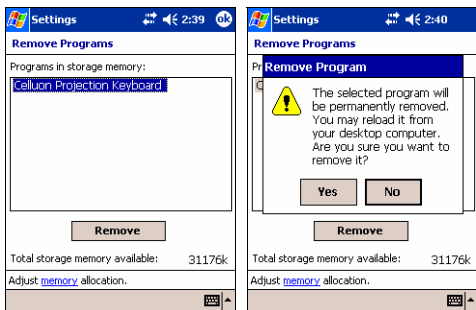 Settings 2:39 ok
Remove Programs
Programs in storage memory:
Celluon Projection Keyboard
Remove
Total storage memory available: 31176k
Adjust memory allocation.
Settings 2:40
Remove Programs
Pr
Remove Program
C
The selected program will
be permanently removed.
You may reload it from
your desktop computer.
Are you sure you want to
remove it?
Yes No
Remove
Total storage memory available: 31176k
Adjust memory allocation.